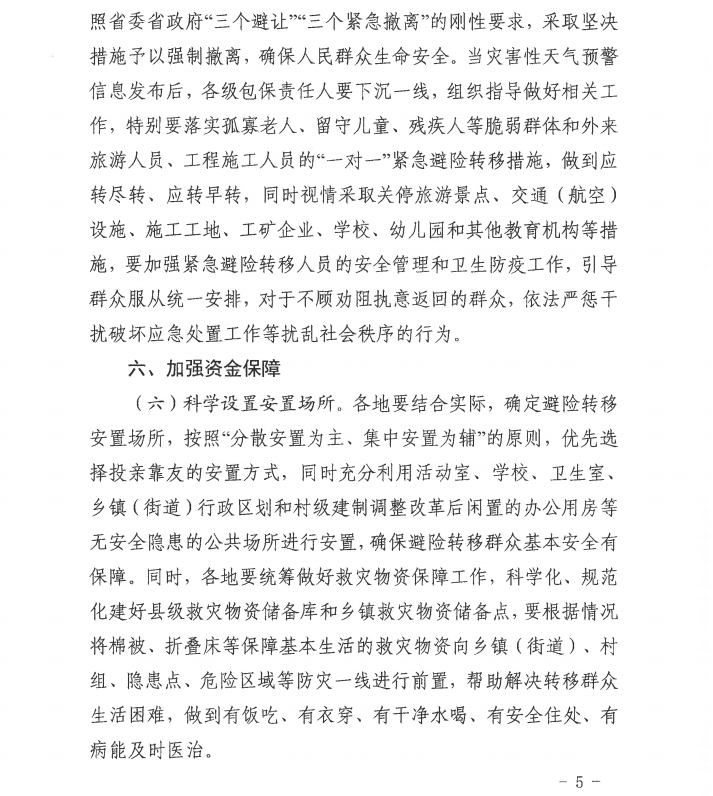 照省委省政府“三个避让”“三个紧急撤离”的刚性要求，采取坚决
措施予以强制撤离，确保人民群众生命安全。当灾害性天气预警
信息发布后，各级包保责任人要下沉一线，组织指导做好相关工
作，特别要落实孤寡老人、留守儿童、残疾人等脆弱群体和外来
旅游人员、工程施工人员的“一对一”紧急避险转移措施，做到应
转尽转、应转早转，同时视情采取关停旅游景点、交通（航空）
设施、施工工地、工矿企业、学校、幼儿园和其他教育机构等措
施，要加强紧急避险转移人员的安全管理和卫生防疫工作，引导
群众服从统一安排，对于不顾劝阻执意返回的群众，依法严惩干
扰破坏应急处置工作等扰乱社会秩序的行为。
六、加强资金保障
（六）科学设置安置场所。各地要结合实际，确定避险转移
安置场所，按照“分散安置为主、集中安置为辅”的原则，优先选
择投亲靠友的安置方式，同时充分利用活动室、学校、卫生室、
乡镇（街道）行政区划和村级建制调整改革后闲置的办公用房等
无安全隐患的公共场所进行安置，确保避险转移群众基本安全有
保障。同时，各地要统筹做好救灾物资保障工作，科学化、规范
化建好县级救灾物资储备库和乡镇救灾物资储备点，要根据情况
将棉被、折叠床等保障基本生活的救灾物资向乡镇（街道）、村
组、隐患点、危险区域等防灾一线进行前置，帮助解决转移群众
生活困难，做到有饭吃、有衣穿、有干净水喝、有安全住处、有
病能及时医治。
- 5 -